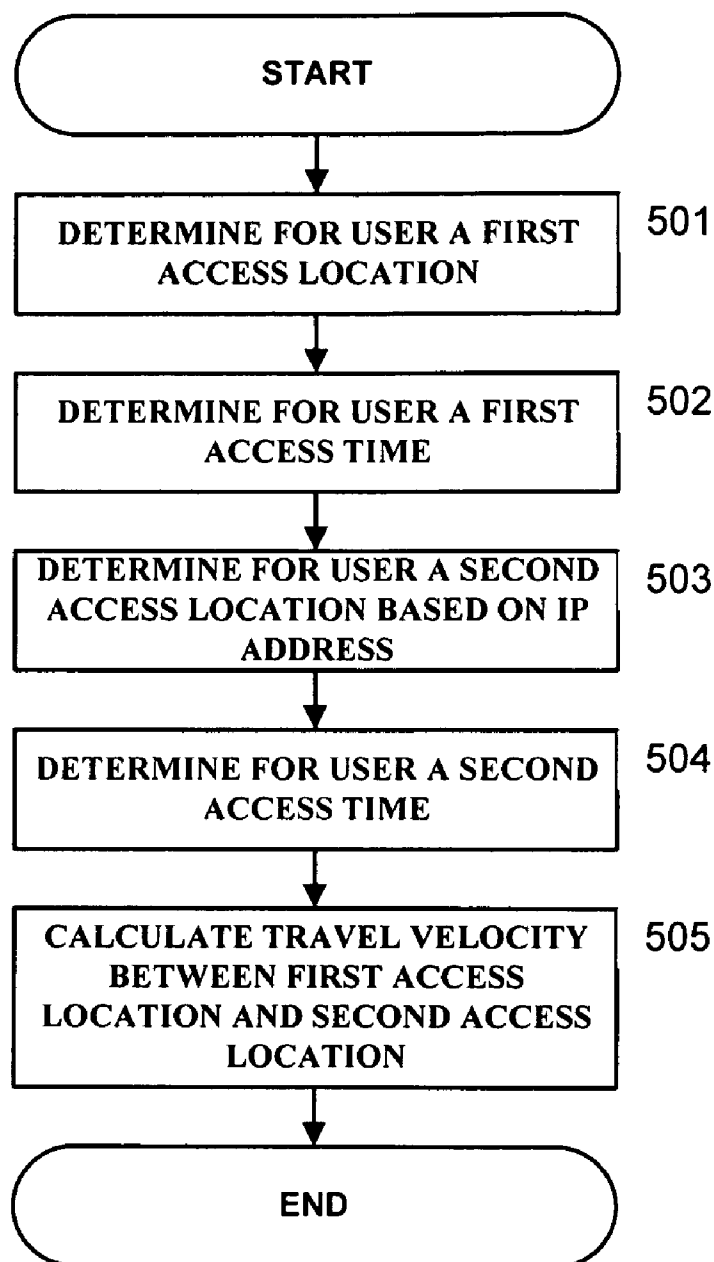 START
DETERMINE FOR USER A FIRST
ACCESS LOCATION
501
DETERMINE FOR USER A FIRST
ACCESS TIME
502
DETERMINE FOR USER A SECOND
ACCESS LOCATION BASED ON IP
ADDRESS
503
DETERMINE FOR USER A SECOND
ACCESS TIME
504
CALCULATE TRAVEL VELOCITY
BETWEEN FIRST ACCESS
LOCATION AND SECOND ACCESS
LOCATION
505
END